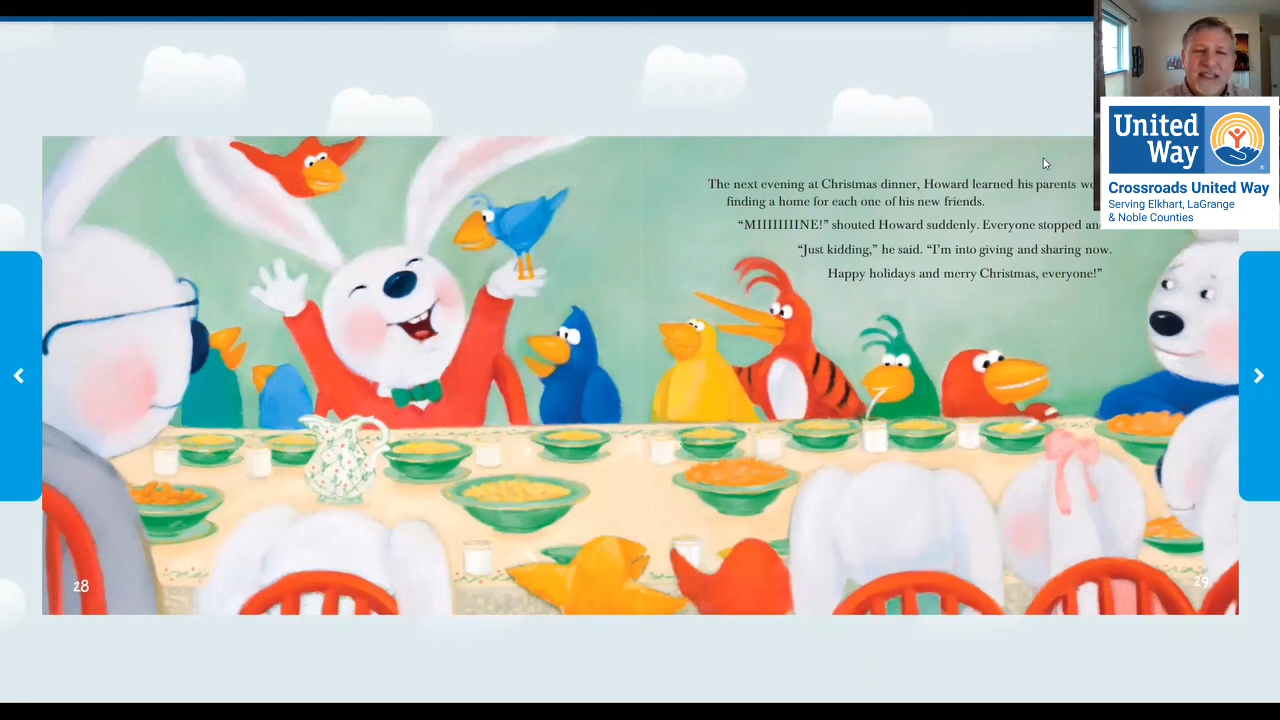 The next evening at Christmas dinner, Howard learned his parents
finding a home for each one of his new friends.
“MIIIIIIIINE!” shouted Howard suddenly. Everyone stopped
“Just kidding,” he said. “I’m into giving and sharing now.
Happy holidays and merry Christmas, everyone!”
28
29
United
Way
Crossroads United Way
Serving Elkhart, LaGrange
& Noble Counties